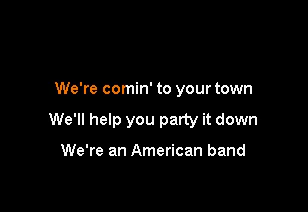 We're comin' to your town
We'll help you party it down
We're an American band